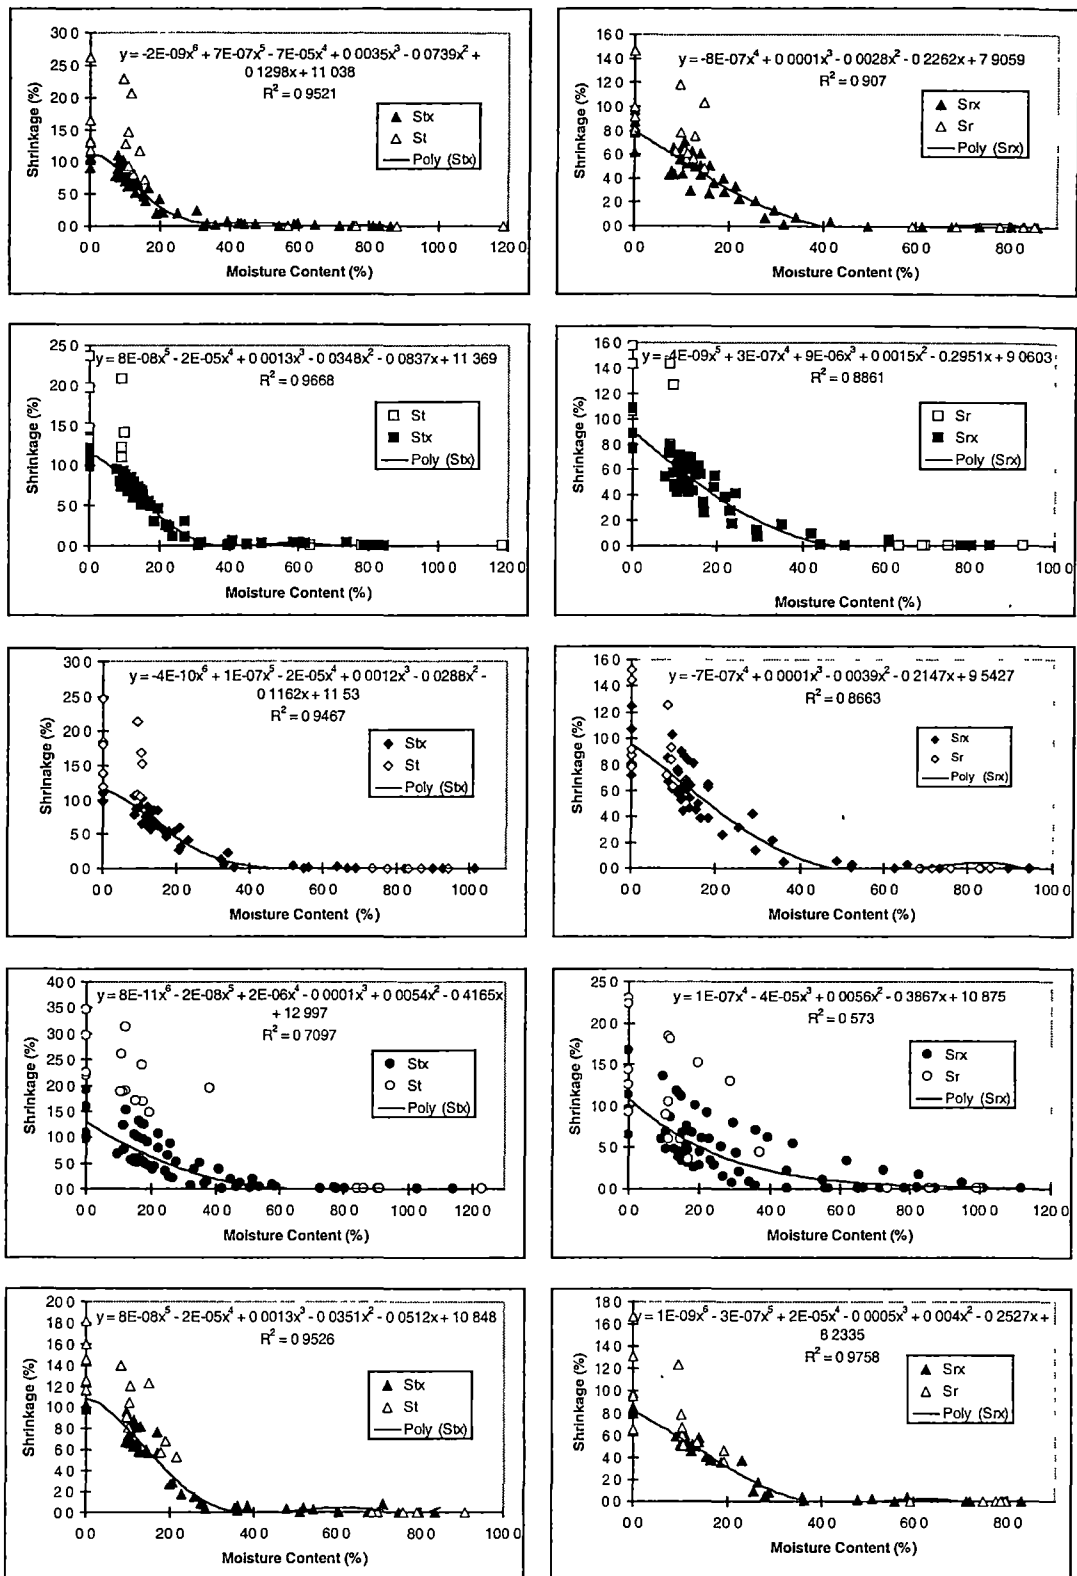 30 0
25 0
20 0
15 0
10 0
5 0
0 0
Shrinkage (%)
y = -2E-09x⁶ + 7E-07x⁵ - 7E-05x⁴ + 0 0035x³ - 0 0739x² +
0 1298x + 11 038
R² = 0 9521
Stx
St
Poly (Stx)
0 0 20 0 40 0 60 0 80 0 100 0 120 0
Moisture Content (%)
16 0
14 0
12 0
10 0
8 0
6 0
4 0
2 0
0 0
Shrinkage (%)
y = -8E-07x⁴ + 0 0001x³ - 0 0028x² - 0 2262x + 7 9059
R² = 0 907
Srx
Sr
Poly (Srx)
0 0 20 0 40 0 60 0 80 0
Moisture Content (%)
25 0
20 0
15 0
10 0
5 0
0 0
Shrinkage (%)
y = 8E-08x⁵ - 2E-05x⁴ + 0 0013x³ - 0 0348x² - 0 0837x + 11 369
R² = 0 9668
St
Stx
Poly (Stx)
0 0 20 0 40 0 60 0 80 0 100 0 120 0
Moisture Content (%)
16 0
14 0
12 0
10 0
8 0
6 0
4 0
2 0
0 0
Shrinkage (%)
y = -4E-09x⁵ + 3E-07x⁴ + 9E-06x³ + 0 0015x² - 0 2951x + 9 0603
R² = 0 8861
Sr
Srx
Poly (Srx)
0 0 20 0 40 0 60 0 80 0 100 0
Moisture Content (%)
30 0
25 0
20 0
15 0
10 0
5 0
0 0
Shrinakge (%)
y = -4E-10x⁶ + 1E-07x⁵ - 2E-05x⁴ + 0 0012x³ - 0 0288x² -
0 1162x + 11 53
R² = 0 9467
Stx
St
Poly (Stx)
0 0 20 0 40 0 60 0 80 0 100 0
Moisture Content (%)
16 0
14 0
12 0
10 0
8 0
6 0
4 0
2 0
0 0
Shrinkage (%)
y = -7E-07x⁴ + 0 0001x³ - 0 0039x² - 0 2147x + 9 5427
R² = 0 8663
Srx
Sr
Poly (Srx)
0 0 20 0 40 0 60 0 80 0 100 0
Moisture Content (%)
40 0
35 0
30 0
25 0
20 0
15 0
10 0
5 0
0 0
Shrinkage (%)
y = 8E-11x⁶ - 2E-08x⁵ + 2E-06x⁴ - 0 0001x³ + 0 0054x² - 0 4165x
+ 12 997
R² = 0 7097
Stx
St
Poly (Stx)
0 0 20 0 40 0 60 0 80 0 100 0 120 0
Moisture Content (%)
25 0
20 0
15 0
10 0
5 0
0 0
Shrinkage (%)
y = 1E-07x⁴ - 4E-05x³ + 0 0056x² - 0 3867x + 10 875
R² = 0 573
Srx
Sr
Poly (Srx)
0 0 20 0 40 0 60 0 80 0 100 0 120 0
Moisture Content (%)
20 0
18 0
16 0
14 0
12 0
10 0
8 0
6 0
4 0
2 0
0 0
Shrinkage (%)
y = 8E-08x⁵ - 2E-05x⁴ + 0 0013x³ - 0 0351x² - 0 0512x + 10 848
R² = 0 9526
Stx
St
Poly (Stx)
0 0 20 0 40 0 60 0 80 0 100 0
Moisture Content (%)
18 0
16 0
14 0
12 0
10 0
8 0
6 0
4 0
2 0
0 0
Shrinkage (%)
y = 1E-09x⁶ - 3E-07x⁵ + 2E-05x⁴ - 0 0005x³ + 0 004x² - 0 2527x +
8 2335
R² = 0 9758
Srx
Sr
Poly (Srx)
0 0 20 0 40 0 60 0 80 0
Moisture Content (%)